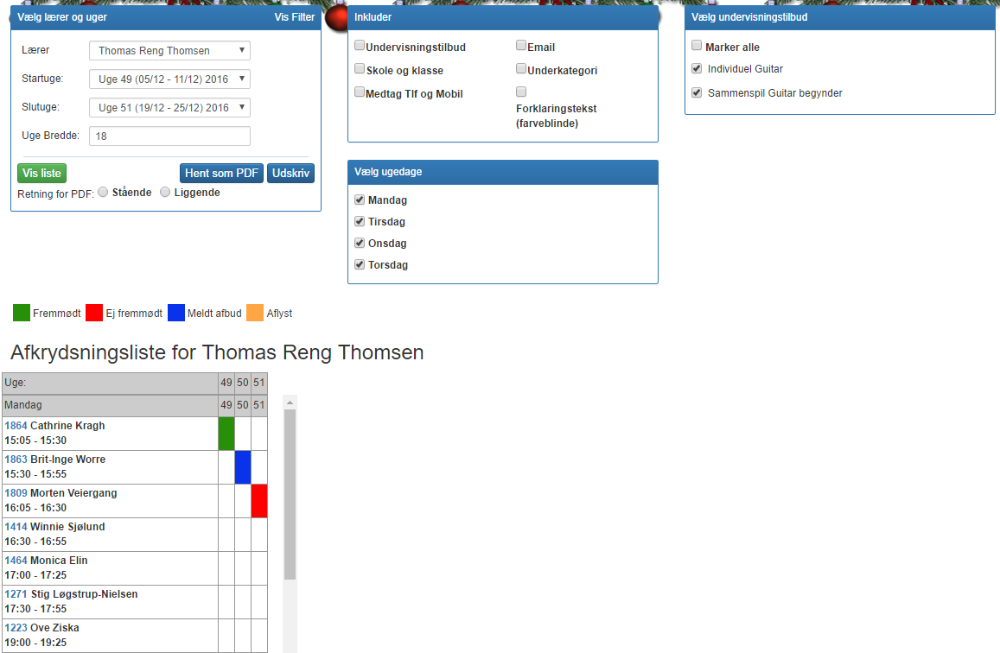 Vælg lærer og uger Vis Filter
Lærer Thomas Reng Thomsen
Startuge: Uge 49 (05/12 - 11/12) 2016
Slutuge: Uge 51 (19/12 - 25/12) 2016
Uge Bredde: 18
Vis liste Hent som PDF Udskriv
Retning for PDF: Stående Liggende
Inkluder
Undervisningstilbud Email
Skole og klasse Underkategori
Medtag Tlf og Mobil
Forklaringstekst
(farveblinde)
Vælg ugedage
Mandag
Tirsdag
Onsdag
Torsdag
Vælg undervisningstilbud
Marker alle
Individuel Guitar
Sammenspil Guitar begynder
Fremmødt Ej fremmødt Meldt afbud Aflyst
Afkrydsningsliste for Thomas Reng Thomsen
Uge: 49 50 51
Mandag 49 50 51
1864 Cathrine Kragh
15:05 - 15:30
1863 Brit-Inge Worre
15:30 - 15:55
1809 Morten Veiergang
16:05 - 16:30
1414 Winnie Sjølund
16:30 - 16:55
1464 Monica Elin
17:00 - 17:25
1271 Stig Løgstrup-Nielsen
17:30 - 17:55
1223 Ove Ziska
19:00 - 19:25